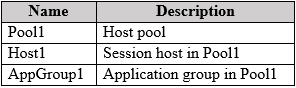 Name Description
Pool1 Host pool
Host1 Session host in Pool1
AppGroup1 Application group in Pool1